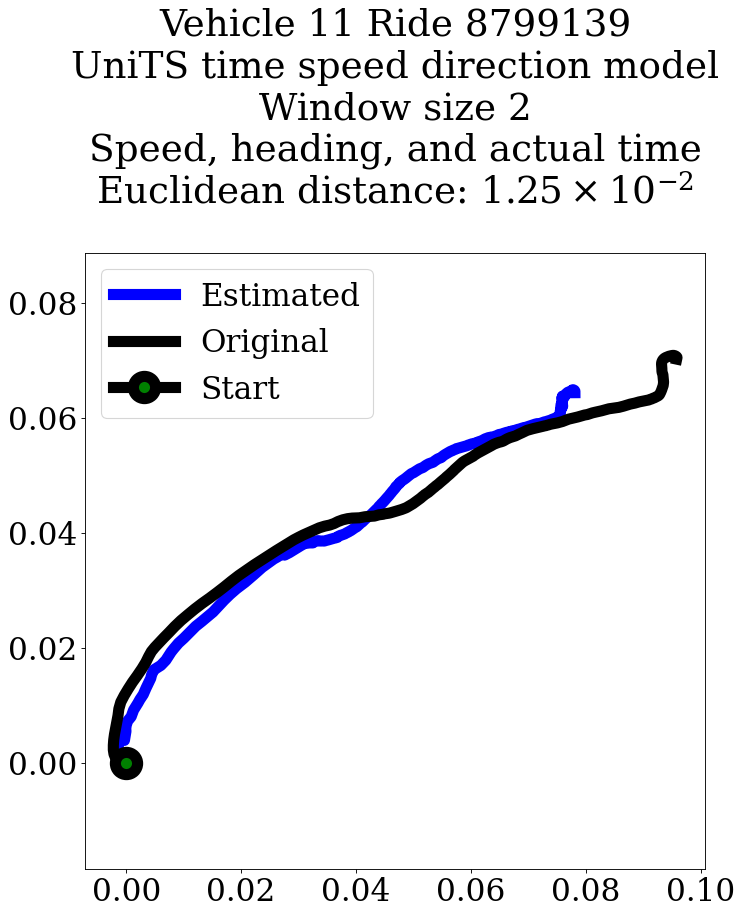 Vehicle 11 Ride 8799139
UniTS time speed direction model
Window size 2
Speed, heading, and actual time
Euclidean distance: 1.25 × 10⁻²
Estimated
Original
Start
0.08
0.06
0.04
0.02
0.00
0.00 0.02 0.04 0.06 0.08 0.10